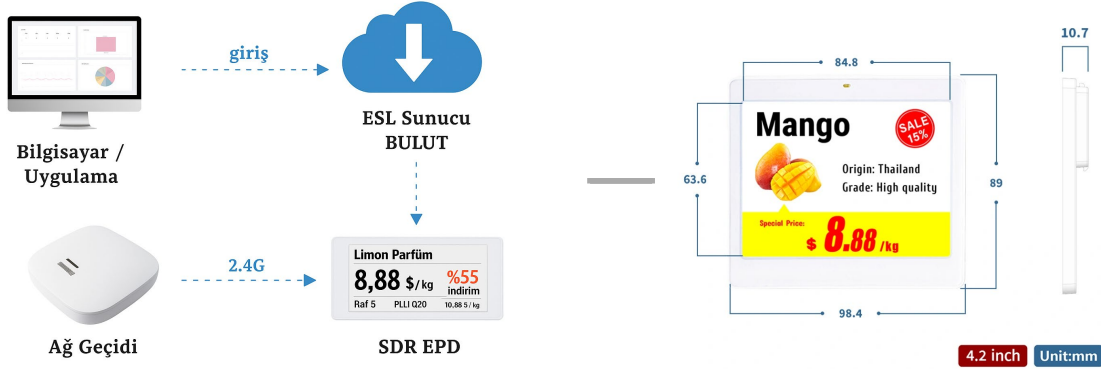 giriş
ESL Sunucu
BULUT
Bilgisayar /
Uygulama
2.4G
Ağ Geçidi
Limon Parfüm
8,88 $/kg
%55
indirim
Raf 5
PLLI Q20
10.88 5 / kg
SDR EPD
10.7
84.8
Mango
SALE
15%
Origin: Thailand
Grade: High quality
63.6
89
Special Price:
$ 8.88 /kg
98.4
4.2 inch
Unit:mm